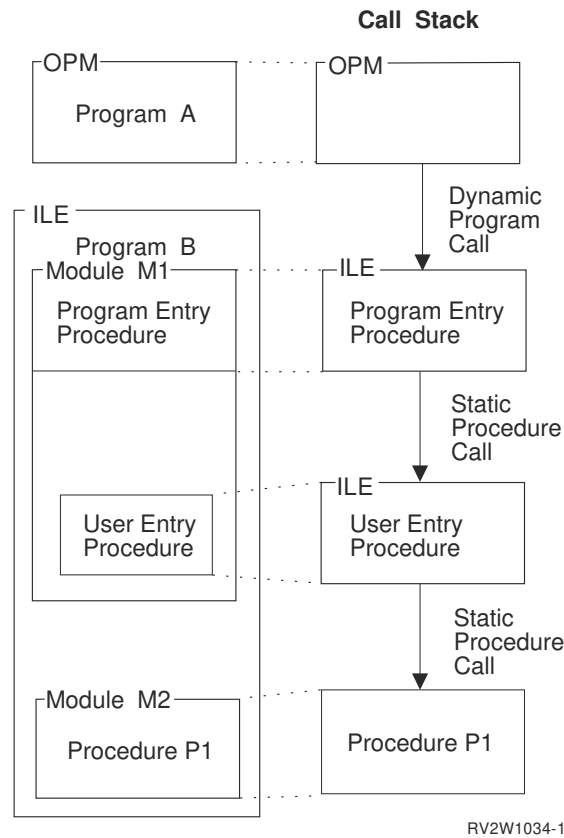 Call Stack
OPM
OPM
Program A
Dynamic
Program
Call
ILE
Program B
Module M1
ILE
Program Entry
Procedure
Program Entry
Procedure
Static
Procedure
Call
ILE
User Entry
Procedure
User Entry
Procedure
Static
Procedure
Call
Module M2
Procedure P1
Procedure P1
RV2W1034-1